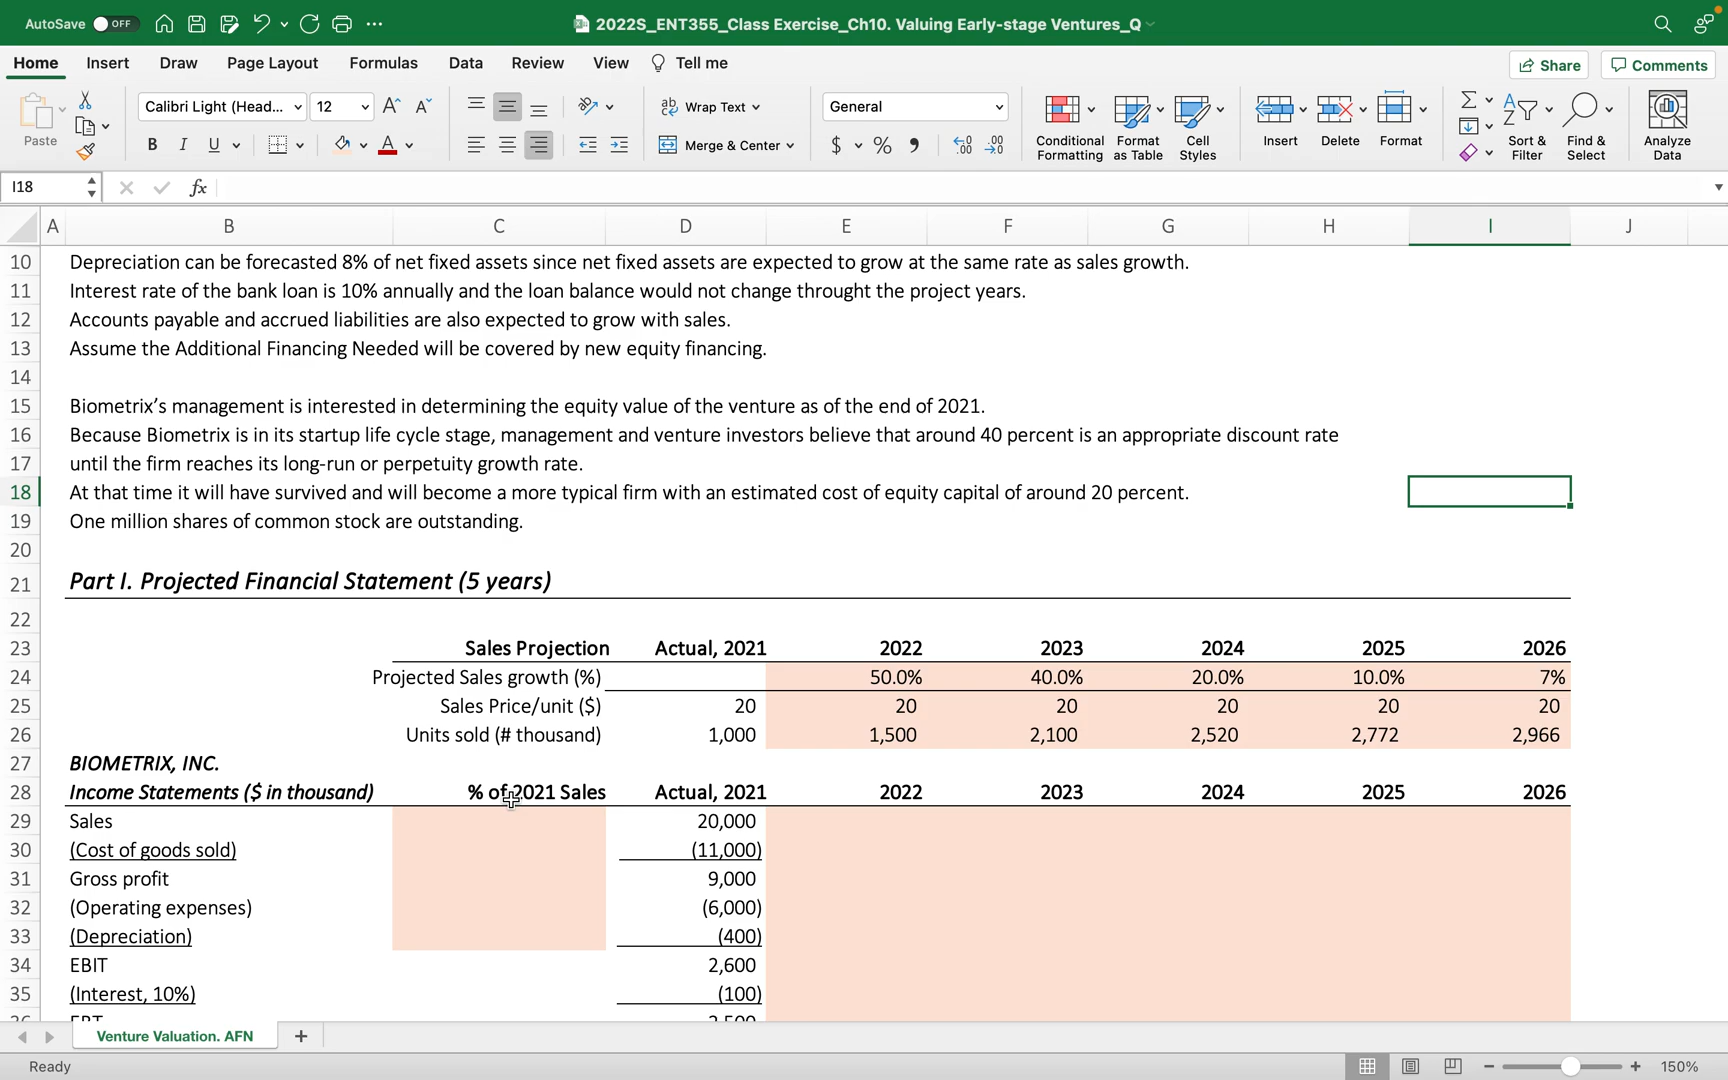 AutoSave OFF 2022S_ENT355_Class Exercise_Ch10. Valuing Early-stage Ventures_Q
Home Insert Draw Page Layout Formulas Data Review View Tell me Share Comments
Paste Calibri Light (Head... 12 A A ab Wrap Text General
B I U A Merge & Center $ % 9 .00 .00
Conditional Formatting Format as Table Cell Styles Insert Delete Format Sort & Filter Find & Select Analyze Data
I18 fx
A B C D E F G H I J
10 Depreciation can be forecasted 8% of net fixed assets since net fixed assets are expected to grow at the same rate as sales growth.
11 Interest rate of the bank loan is 10% annually and the loan balance would not change throught the project years.
12 Accounts payable and accrued liabilities are also expected to grow with sales.
13 Assume the Additional Financing Needed will be covered by new equity financing.
14
15 Biometrix’s management is interested in determining the equity value of the venture as of the end of 2021.
16 Because Biometrix is in its startup life cycle stage, management and venture investors believe that around 40 percent is an appropriate discount rate
17 until the firm reaches its long-run or perpetuity growth rate.
18 At that time it will have survived and will become a more typical firm with an estimated cost of equity capital of around 20 percent.
19 One million shares of common stock are outstanding.
20
21 Part I. Projected Financial Statement (5 years)
22
23 Sales Projection Actual, 2021 2022 2023 2024 2025 2026
24 Projected Sales growth (%) 50.0% 40.0% 20.0% 10.0% 7%
25 Sales Price/unit ($) 20 20 20 20 20 20
26 Units sold (# thousand) 1,000 1,500 2,100 2,520 2,772 2,966
27 BIOMETRIX, INC.
28 Income Statements ($ in thousand) % of 2021 Sales Actual, 2021 2022 2023 2024 2025 2026
29 Sales 20,000
30 (Cost of goods sold) (11,000)
31 Gross profit 9,000
32 (Operating expenses) (6,000)
33 (Depreciation) (400)
34 EBIT 2,600
35 (Interest, 10%) (100)
36 EBT 2,500
Venture Valuation. AFN +
Ready 150%